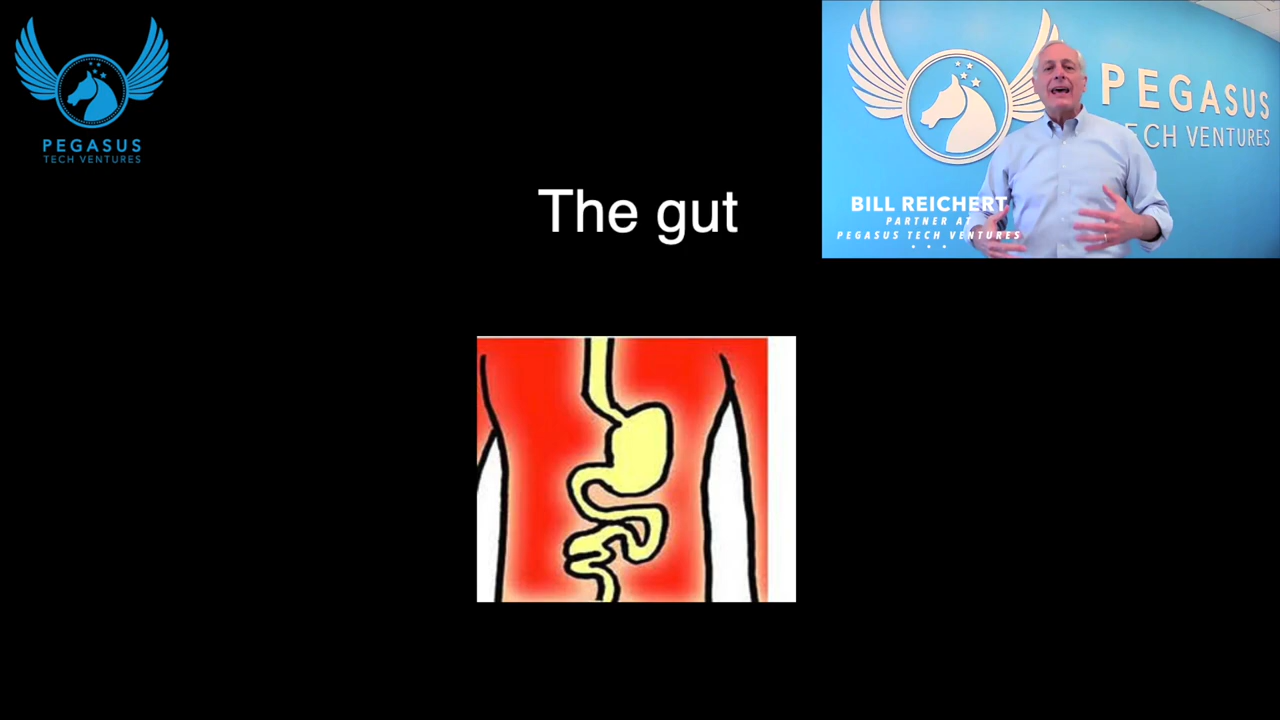 PEGASUS
TECH VENTURES
The gut
PEGASUS
TECH VENTURES
BILL REICHERT
PARTNER AT
PEGASUS TECH VENTURES